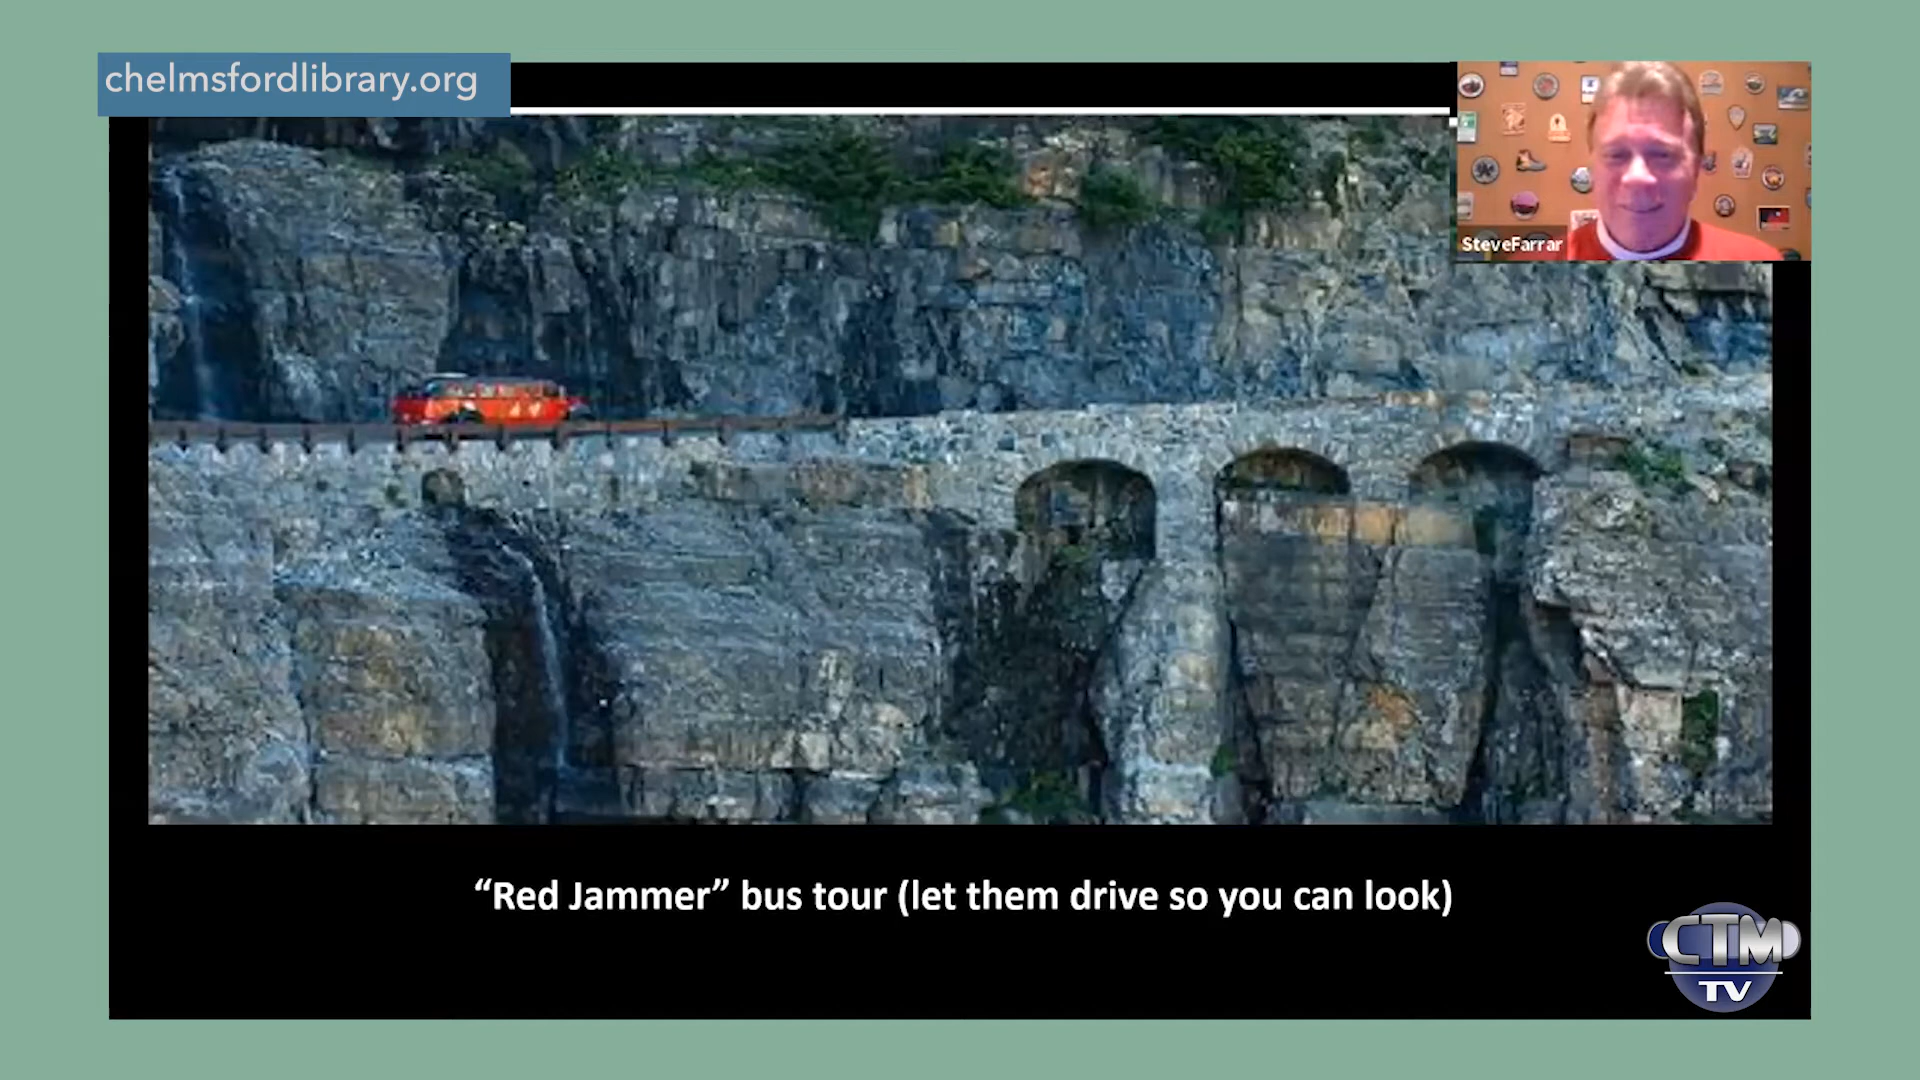 chelmsfordlibrary.org
SteveFarrar
“Red Jammer” bus tour (let them drive so you can look)
CTM
TV